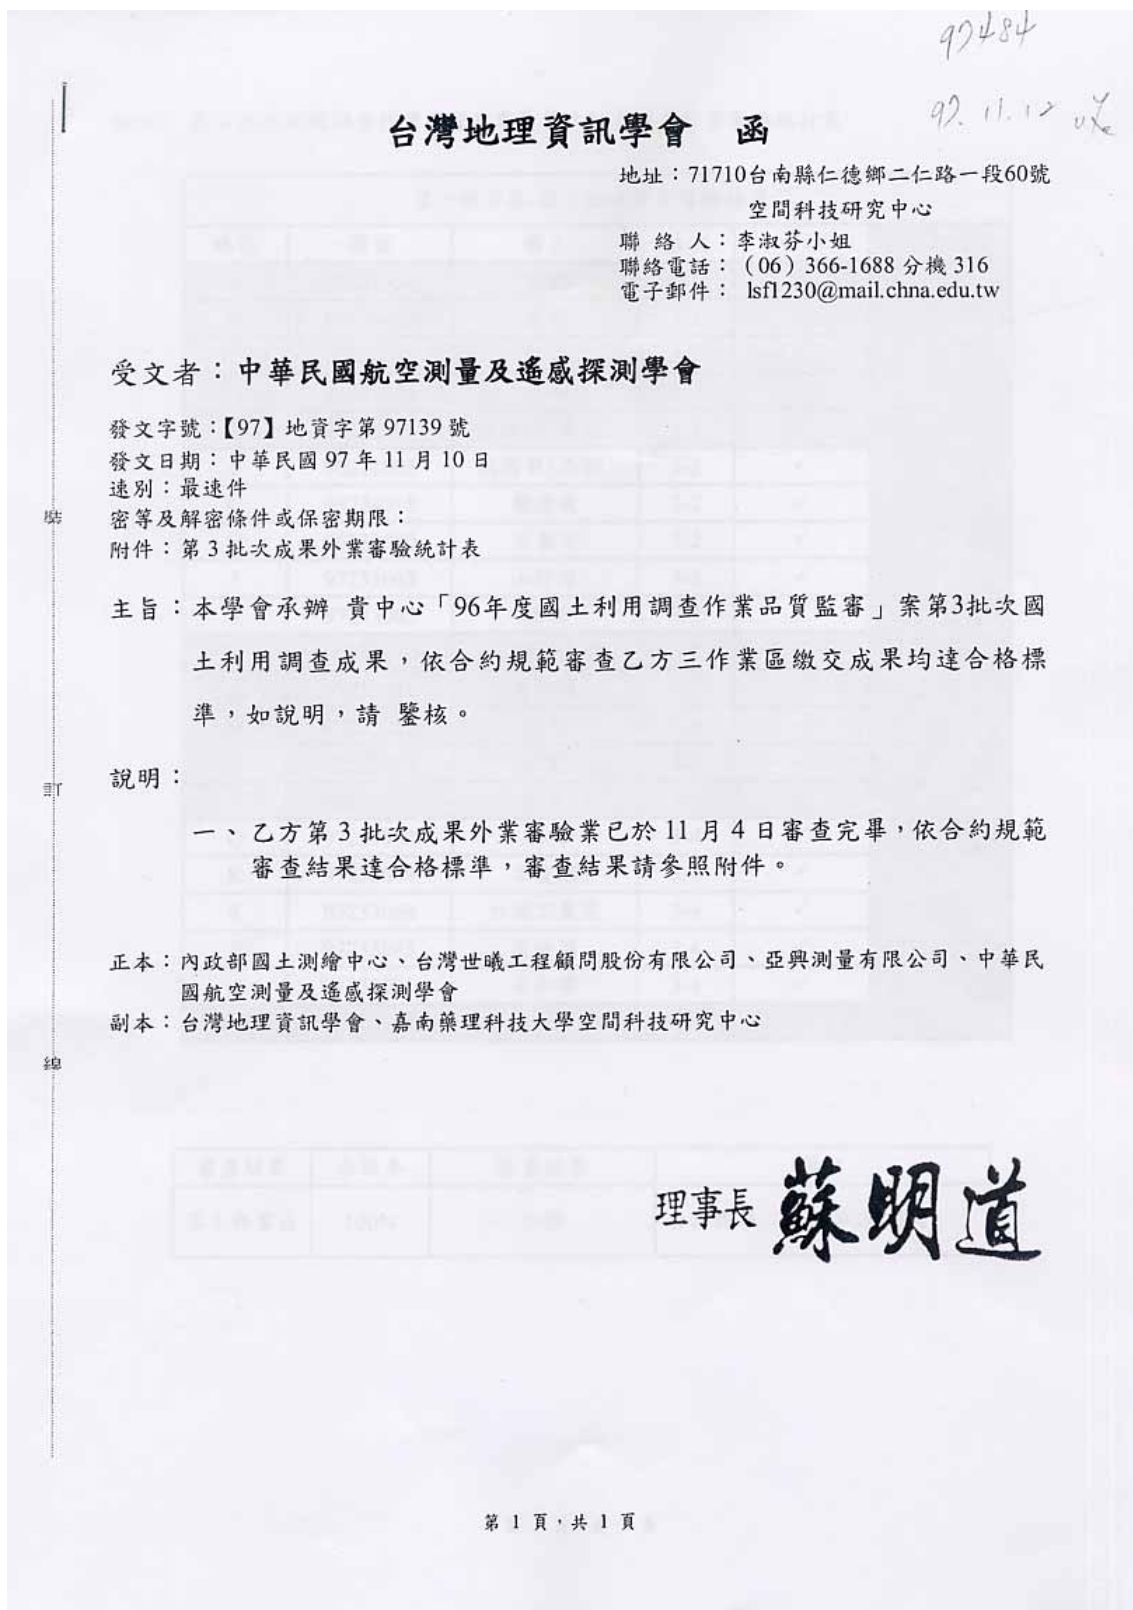 97484
97.11.12
台灣地理資訊學會 函
地址：71710台南縣仁德鄉二仁路一段60號
空間科技研究中心
聯 絡 人：李淑芬小姐
聯絡電話：（06）366-1688 分機 316
電子郵件： lsf1230@mail.chna.edu.tw
受文者：中華民國航空測量及遙感探測學會
發文字號：【97】地資字第 97139 號
發文日期：中華民國 97 年 11 月 10 日
速別：最速件
密等及解密條件或保密期限：
附件：第 3 批次成果外業審驗統計表
主旨：本學會承辦 貴中心「96年度國土利用調查作業品質監審」案第3批次國
土利用調查成果，依合約規範審查乙方三作業區繳交成果均達合格標
準，如說明，請 鑒核。
說明：
一、乙方第 3 批次成果外業審驗業已於 11 月 4 日審查完畢，依合約規範
審查結果達合格標準，審查結果請參照附件。
正本：內政部國土測繪中心、台灣世曦工程顧問股份有限公司、亞興測量有限公司、中華民
國航空測量及遙感探測學會
副本：台灣地理資訊學會、嘉南藥理科技大學空間科技研究中心
理事長 蘇明道
第 1 頁，共 1 頁
裝
訂
線